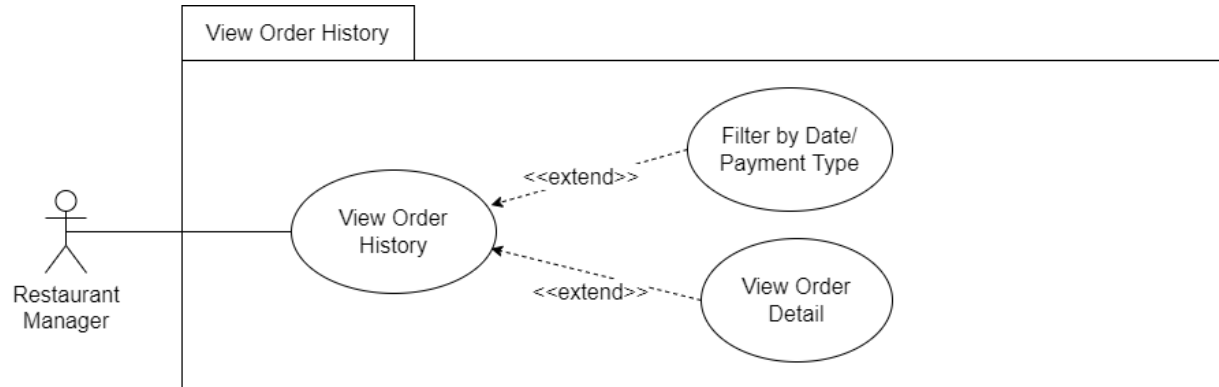 View Order History
Filter by Date/
Payment Type
<<extend>>
View Order
History
<<extend>>
View Order
Detail
Restaurant
Manager